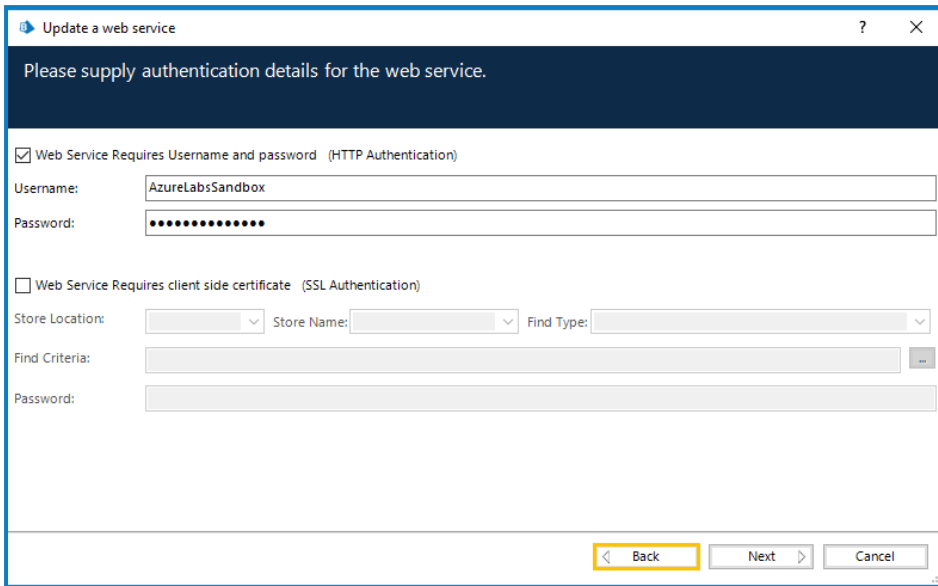 Update a web service
?
Please supply authentication details for the web service.
Web Service Requires Username and password (HTTP Authentication)
Username: AzureLabsSandbox
Password: ●●●●●●●●●●●●●●
Web Service Requires client side certificate (SSL Authentication)
Store Location: Store Name: Find Type:
Find Criteria: ...
Password:
Back Next Cancel